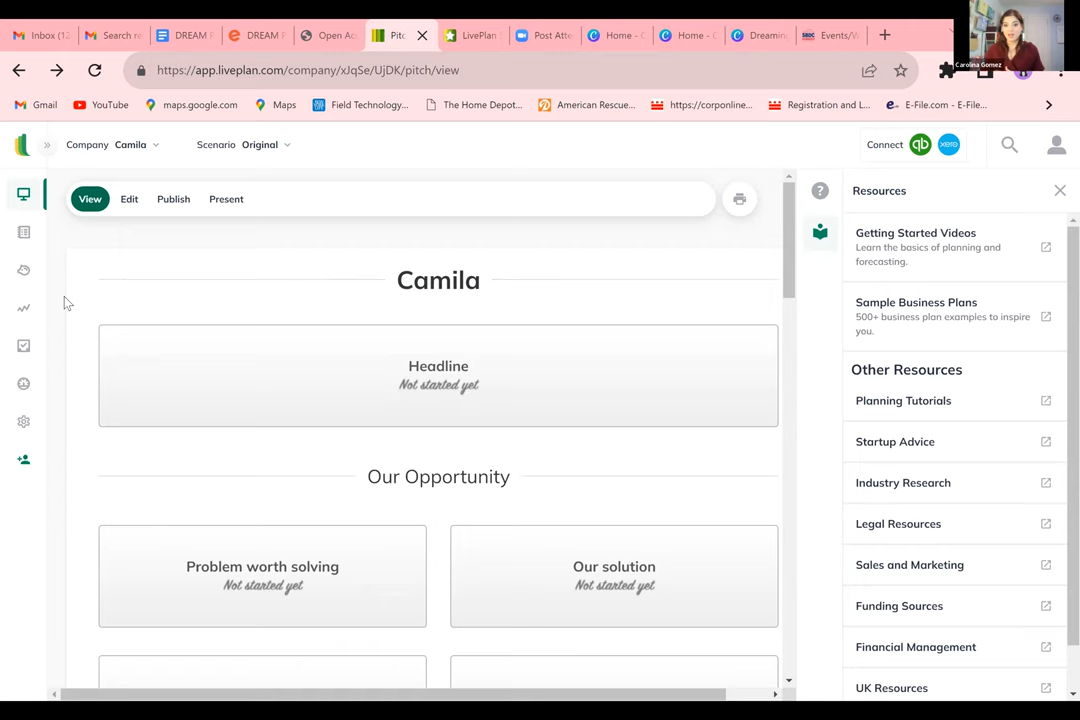 Inbox (12
Search re
DREAM P
DREAM P
Open Acc
Pitc
LivePlan
Post Atte
Home - C
Home - C
Dreaming
Events/W
Carolina Gomez
https://app.liveplan.com/company/xJqSe/UjDK/pitch/view
Gmail
YouTube
maps.google.com
Maps
Field Technology...
The Home Depot...
American Rescue...
https://corponline...
Registration and L...
E-File.com - E-File...
Company Camila
Scenario Original
Connect
qb
xero
View
Edit
Publish
Present
Camila
Headline
Not started yet
Our Opportunity
Problem worth solving
Not started yet
Our solution
Not started yet
Resources
Getting Started Videos
Learn the basics of planning and
forecasting.
Sample Business Plans
500+ business plan examples to inspire
you.
Other Resources
Planning Tutorials
Startup Advice
Industry Research
Legal Resources
Sales and Marketing
Funding Sources
Financial Management
UK Resources